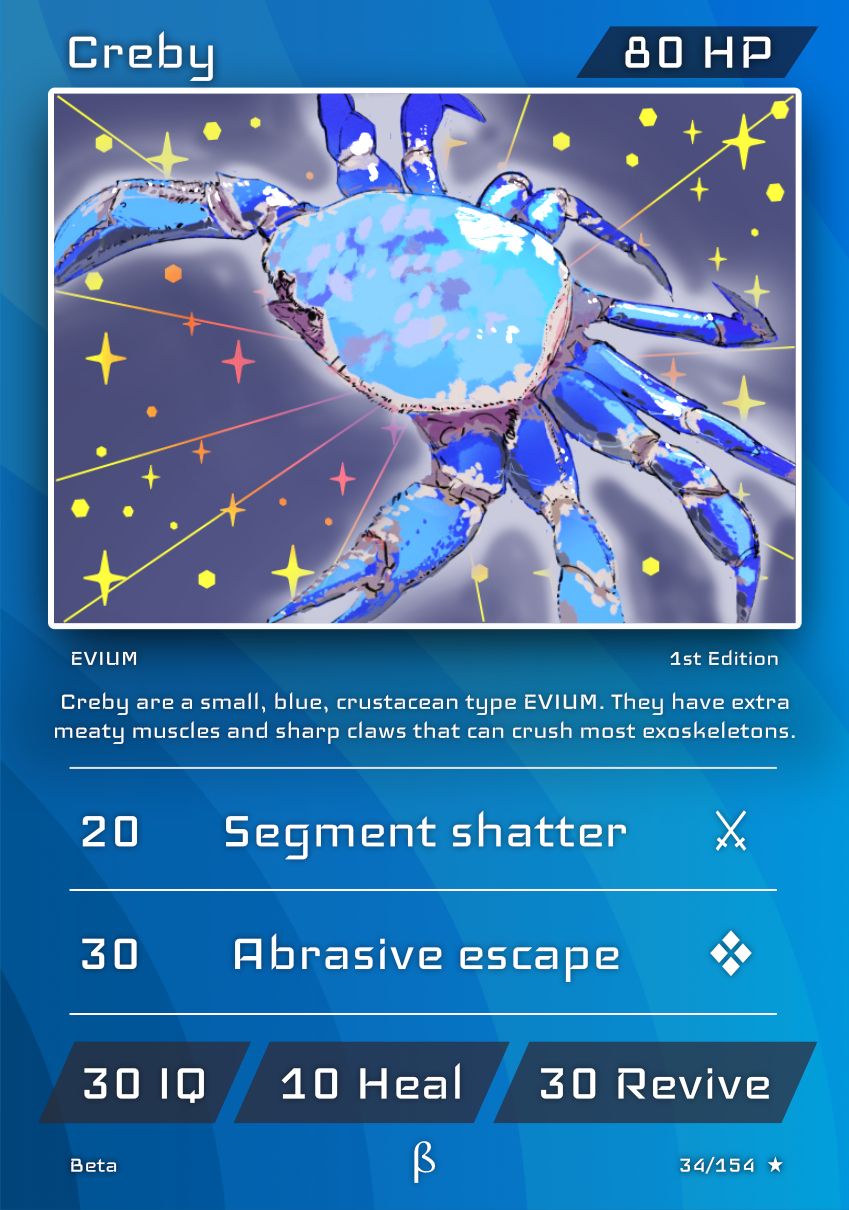 Creby
80 HP
EVIUM
1st Edition
Creby are a small, blue, crustacean type EVIUM. They have extra
meaty muscles and sharp claws that can crush most exoskeletons.
20 Segment shatter
30 Abrasive escape
30 IQ
10 Heal
30 Revive
Beta
β
34/154 ★